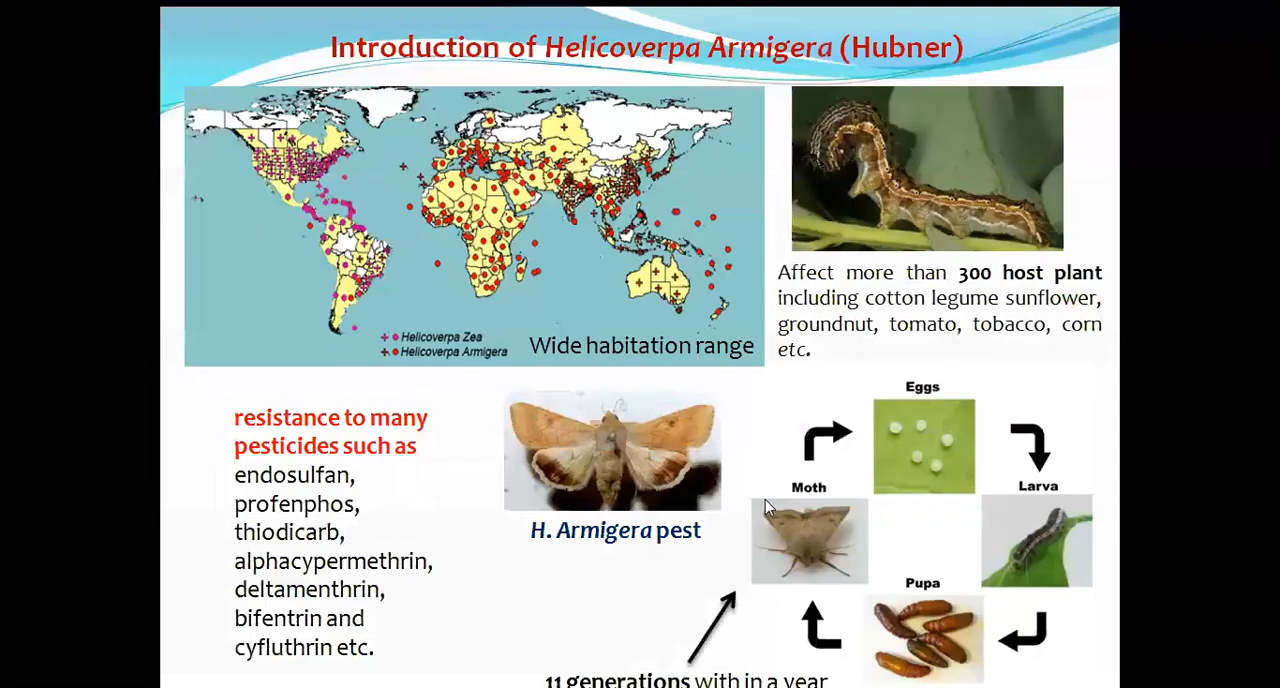 Introduction of Helicoverpa Armigera (Hubner)
Helicoverpa Zea
Helicoverpa Armigera
Wide habitation range
Affect more than 300 host plant
including cotton legume sunflower,
groundnut, tomato, tobacco, corn
etc.
resistance to many
pesticides such as
endosulfan,
profenphos,
thiodicarb,
alphacypermethrin,
deltamenthrin,
bifentrin and
cyfluthrin etc.
H. Armigera pest
Eggs
Larva
Pupa
Moth
11 generations with in a year